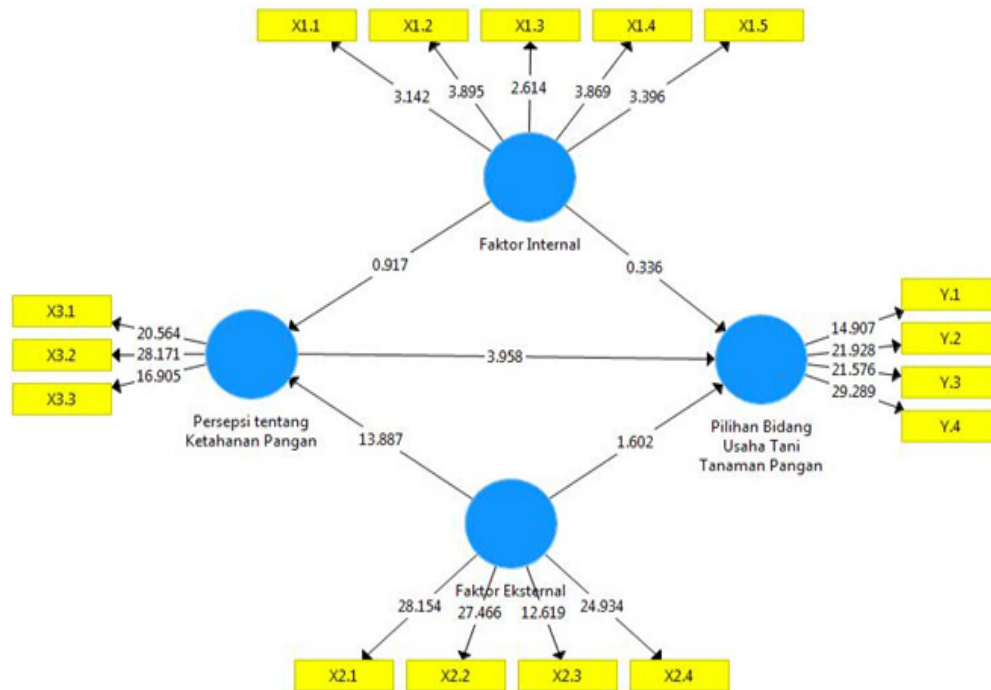 X1.1
X1.2
X1.3
X1.4
X1.5
3.142
3.895
2.614
3.869
3.396
Faktor Internal
0.917
0.336
X3.1
X3.2
X3.3
20.564
28.171
16.905
Persepsi tentang
Ketahanan Pangan
3.958
14.907
21.928
21.576
29.289
Y.1
Y.2
Y.3
Y.4
Pilihan Bidang
Usaha Tani
Tanaman Pangan
13.887
1.602
Faktor Eksternal
28.154
27.466
12.619
24.934
X2.1
X2.2
X2.3
X2.4